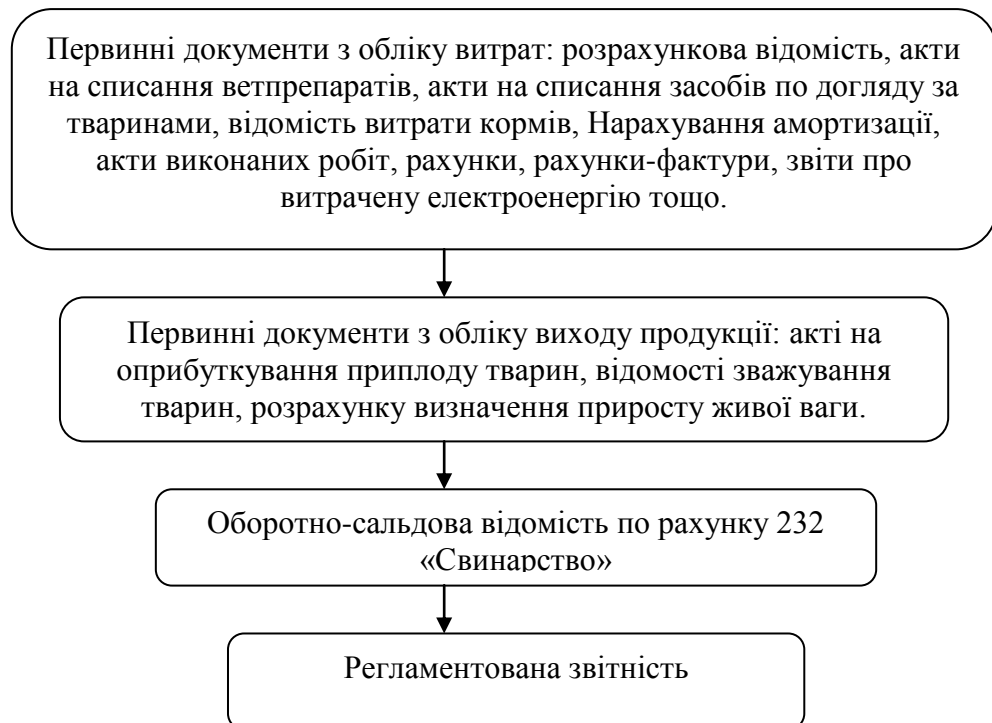 Первинні документи з обліку витрат: розрахункова відомість, акти
на списання ветпрепаратів, акти на списання засобів по догляду за
тваринами, відомість витрати кормів, Нарахування амортизації,
акти виконаних робіт, рахунки, рахунки-фактури, звіти про
витрачену електроенергію тощо.
Первинні документи з обліку виходу продукції: акті на
оприбуткування приплоду тварин, відомості зважування
тварин, розрахунку визначення приросту живої ваги.
Оборотно-сальдова відомість по рахунку 232
«Свинарство»
Регламентована звітність